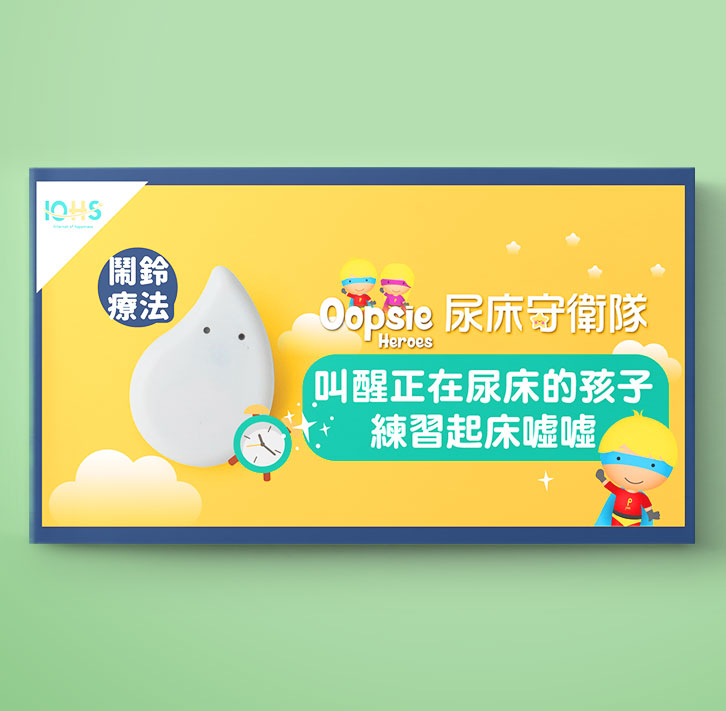 IOHS
鬧鈴
療法
Oopsie 尿床守衛隊
Heroes
叫醒正在尿床的孩子
練習起床噓噓